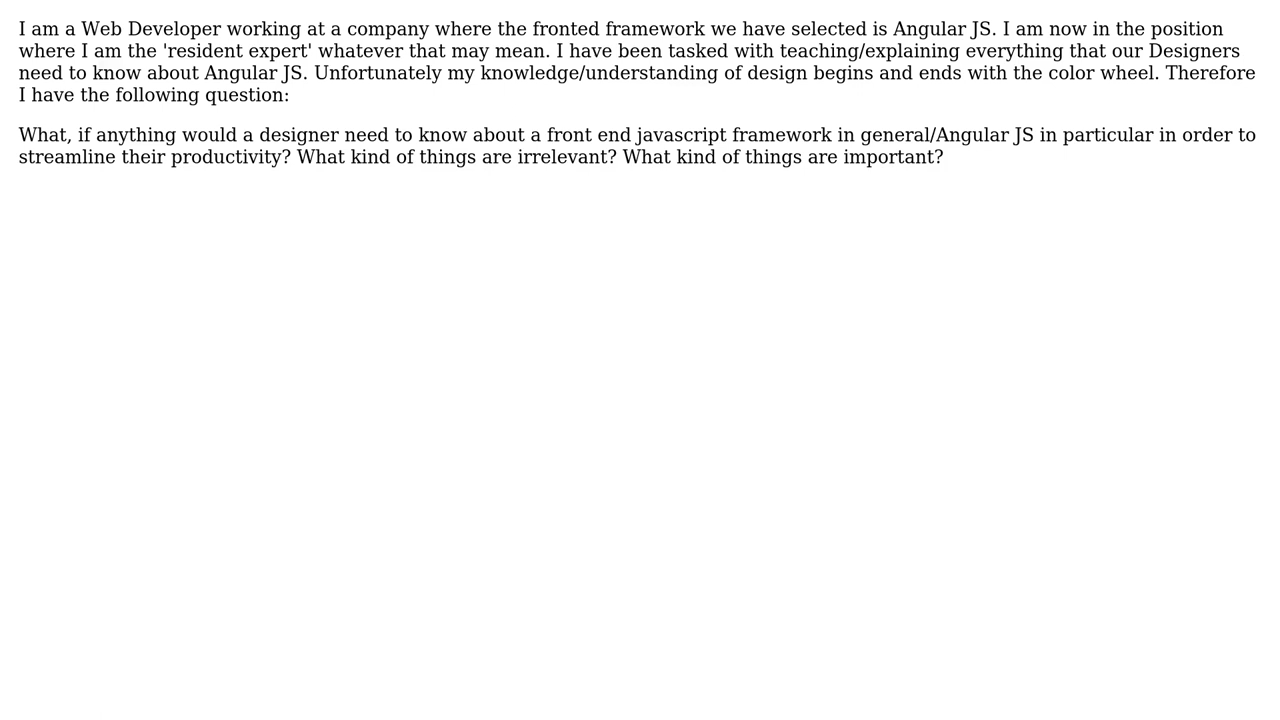 I am a Web Developer working at a company where the fronted framework we have selected is Angular JS. I am now in the position
where I am the 'resident expert' whatever that may mean. I have been tasked with teaching/explaining everything that our Designers
need to know about Angular JS. Unfortunately my knowledge/understanding of design begins and ends with the color wheel. Therefore
I have the following question:
What, if anything would a designer need to know about a front end javascript framework in general/Angular JS in particular in order to
streamline their productivity? What kind of things are irrelevant? What kind of things are important?